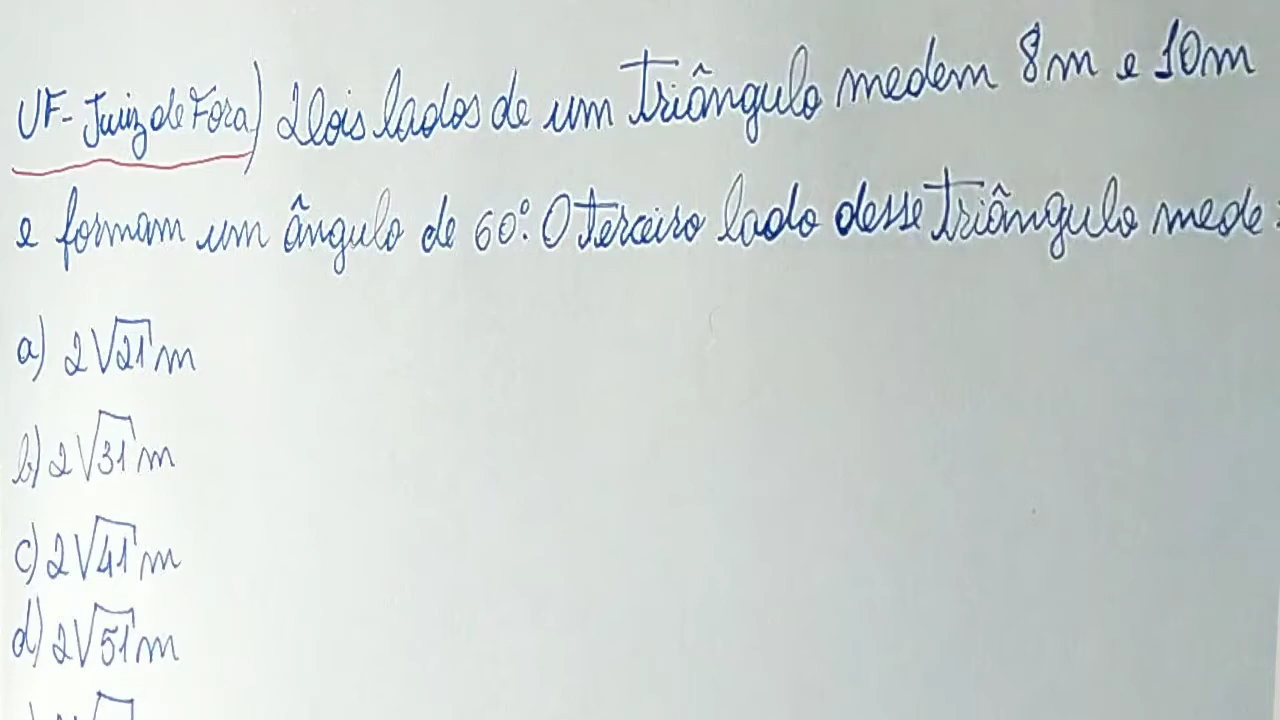 UF-Juiz de Fora) Dois lados de um triângulo medem 8m e 10m
e formam um ângulo de 60º. O terceiro lado desse triângulo mede:
a) 2√21 m
b) 2√31 m
c) 2√41 m
d) 2√51 m